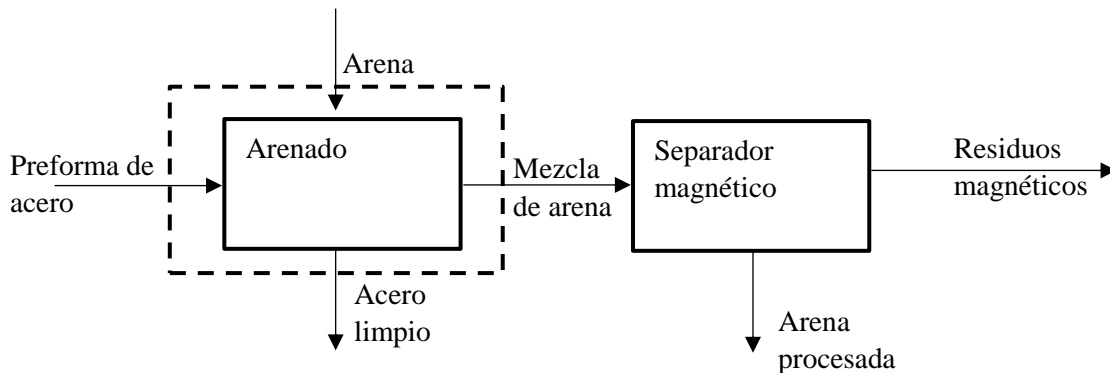 Arena
Preforma de
acero
Arenado
Mezcla
de arena
Separador
magnético
Residuos
magnéticos
Acero
limpio
Arena
procesada